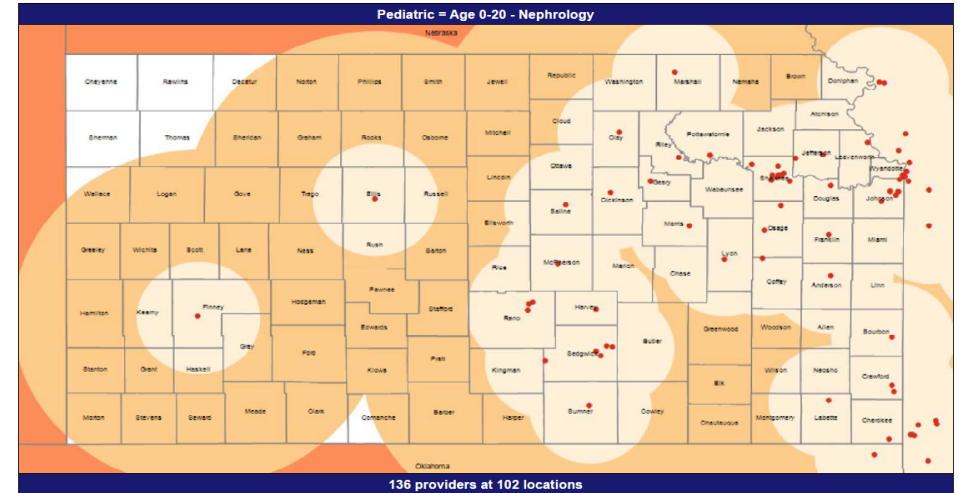 Pediatric = Age 0-20 - Nephrology
Nebraska
Cheyenne Rawlins Decatur Norton Phillips Smith Jewell Republic Washington Marshall Nemaha Brown Doniphan
Sherman Thomas Sheridan Graham Rooks Osborne Mitchell Cloud Clay Riley Pottawatomie Jackson Atchison
Jefferson Leavenworth
Ottawa Wyandotte
Wallace Logan Gove Trego Ellis Russell Lincoln Saline Dickinson Geary Wabaunsee Douglas Johnson
Greeley Wichita Scott Lane Ness Rush Barton Ellsworth Morris Osage Franklin Miami
Rice McPherson Marion Chase Lyon Coffey Anderson Linn
Hamilton Kearny Finney Hodgeman Pawnee Stafford Reno Harvey
Gray Ford Edwards Sedgwick Butler Greenwood Woodson Allen Bourbon
Stanton Grant Haskell Kiowa Pratt Kingman Elk Wilson Neosho Crawford
Morton Stevens Seward Meade Clark Comanche Barber Harper Sumner Cowley Chautauqua Montgomery Labette Cherokee
Oklahoma
136 providers at 102 locations